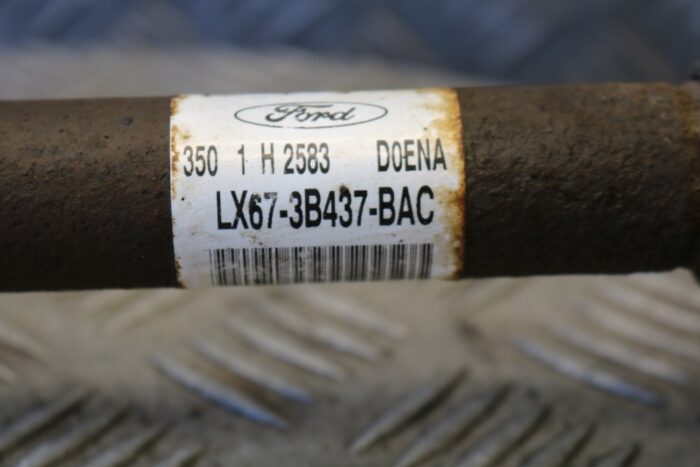 Ford
350 1 H 2583 D0ENA
LX67-3B437-BAC